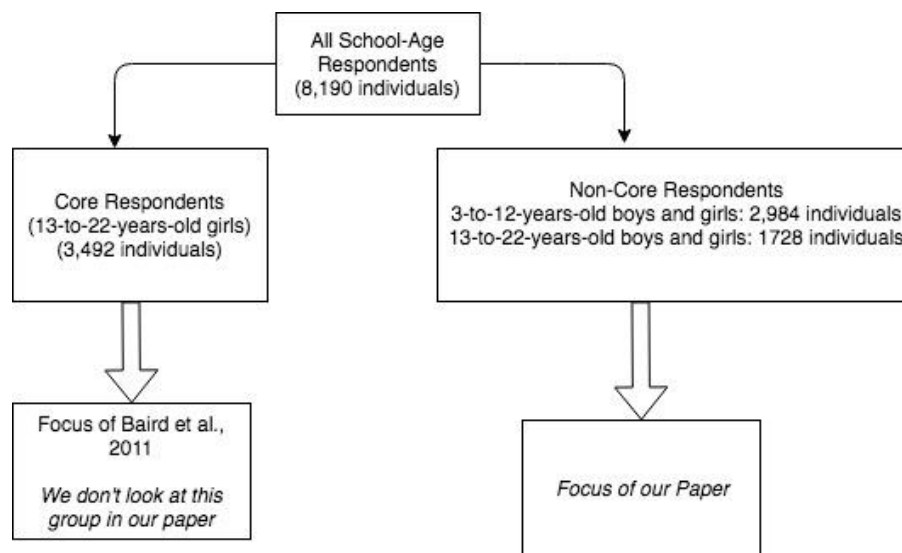 All School-Age
Respondents
(8,190 individuals)
Core Respondents
(13-to-22-years-old girls)
(3,492 individuals)
Non-Core Respondents
3-to-12-years-old boys and girls: 2,984 individuals
13-to-22-years-old boys and girls: 1728 individuals
Focus of Baird et al.,
2011
We don't look at this
group in our paper
Focus of our Paper